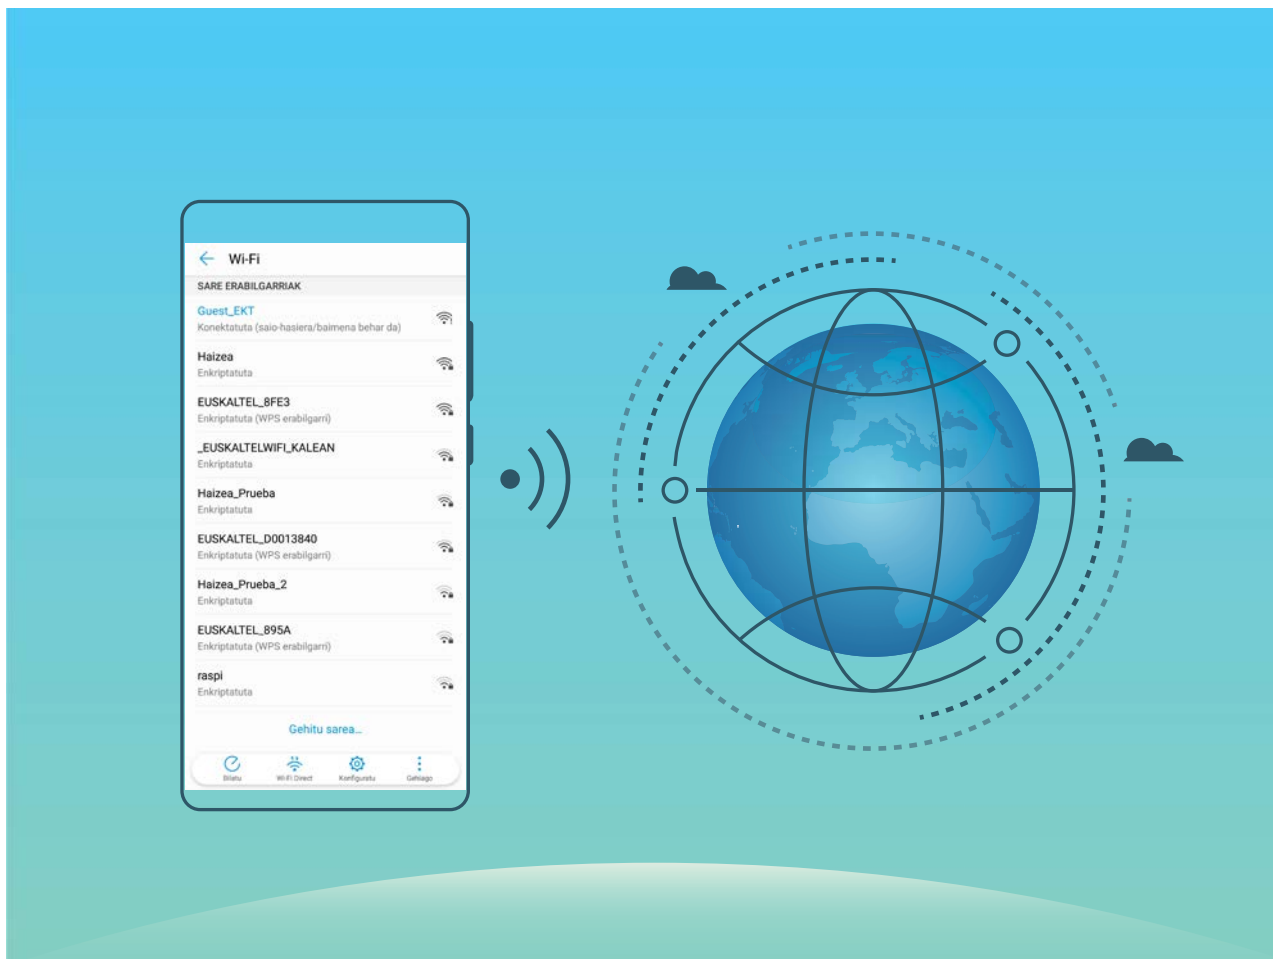 Wi-Fi
SARE ERABILGARRIAK
Guest_EKT
Konektatuta (saio-hasiera/baimena behar da)
Haizea
Enkriptatuta
EUSKALTEL_8FE3
Enkriptatuta (WPS erabilgarri)
_EUSKALTELWIFI_KALEAN
Enkriptatuta
Haizea_Prueba
Enkriptatuta
EUSKALTEL_D0013840
Enkriptatuta (WPS erabilgarri)
Haizea_Prueba_2
Enkriptatuta
EUSKALTEL_895A
Enkriptatuta (WPS erabilgarri)
raspi
Enkriptatuta
Gehitu sarea...
Bilatu Wi-Fi Direct Konfiguratu Gehiago